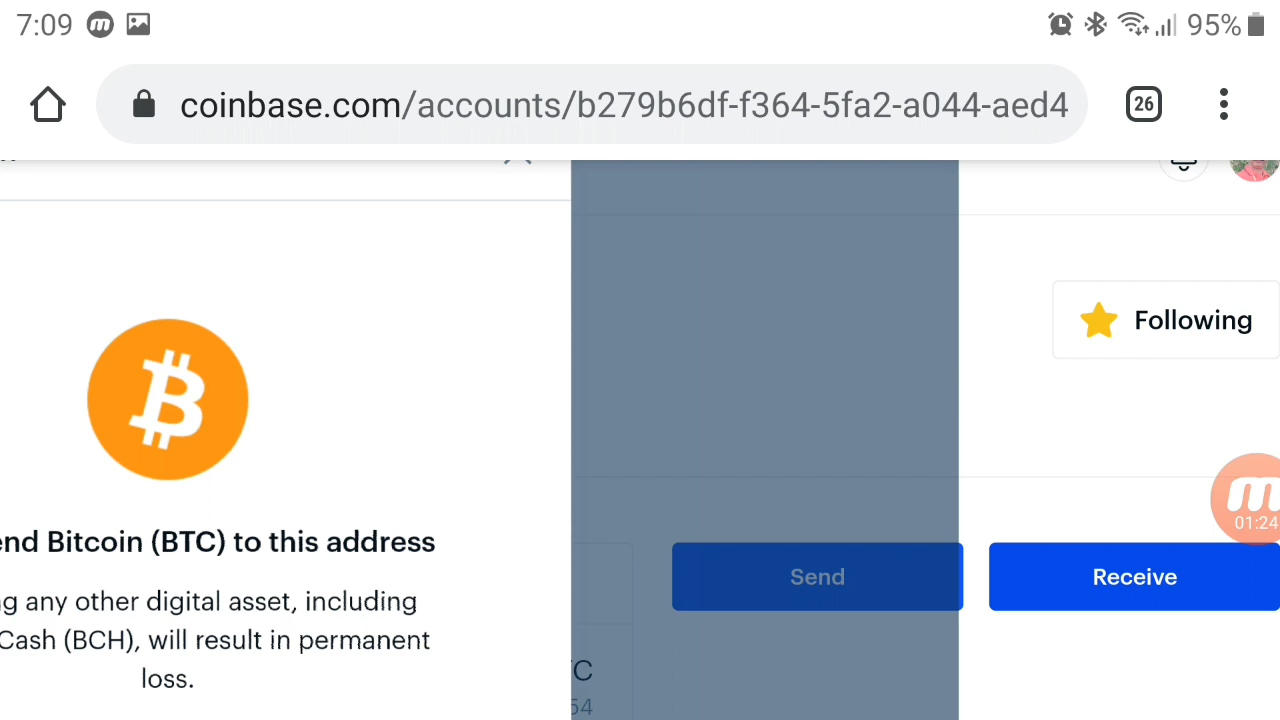 7:09 95%
coinbase.com/accounts/b279b6df-f364-5fa2-a044-aed4
26
Following
01:24
end Bitcoin (BTC) to this address
g any other digital asset, including
Cash (BCH), will result in permanent
loss.
Send
Receive
C
54